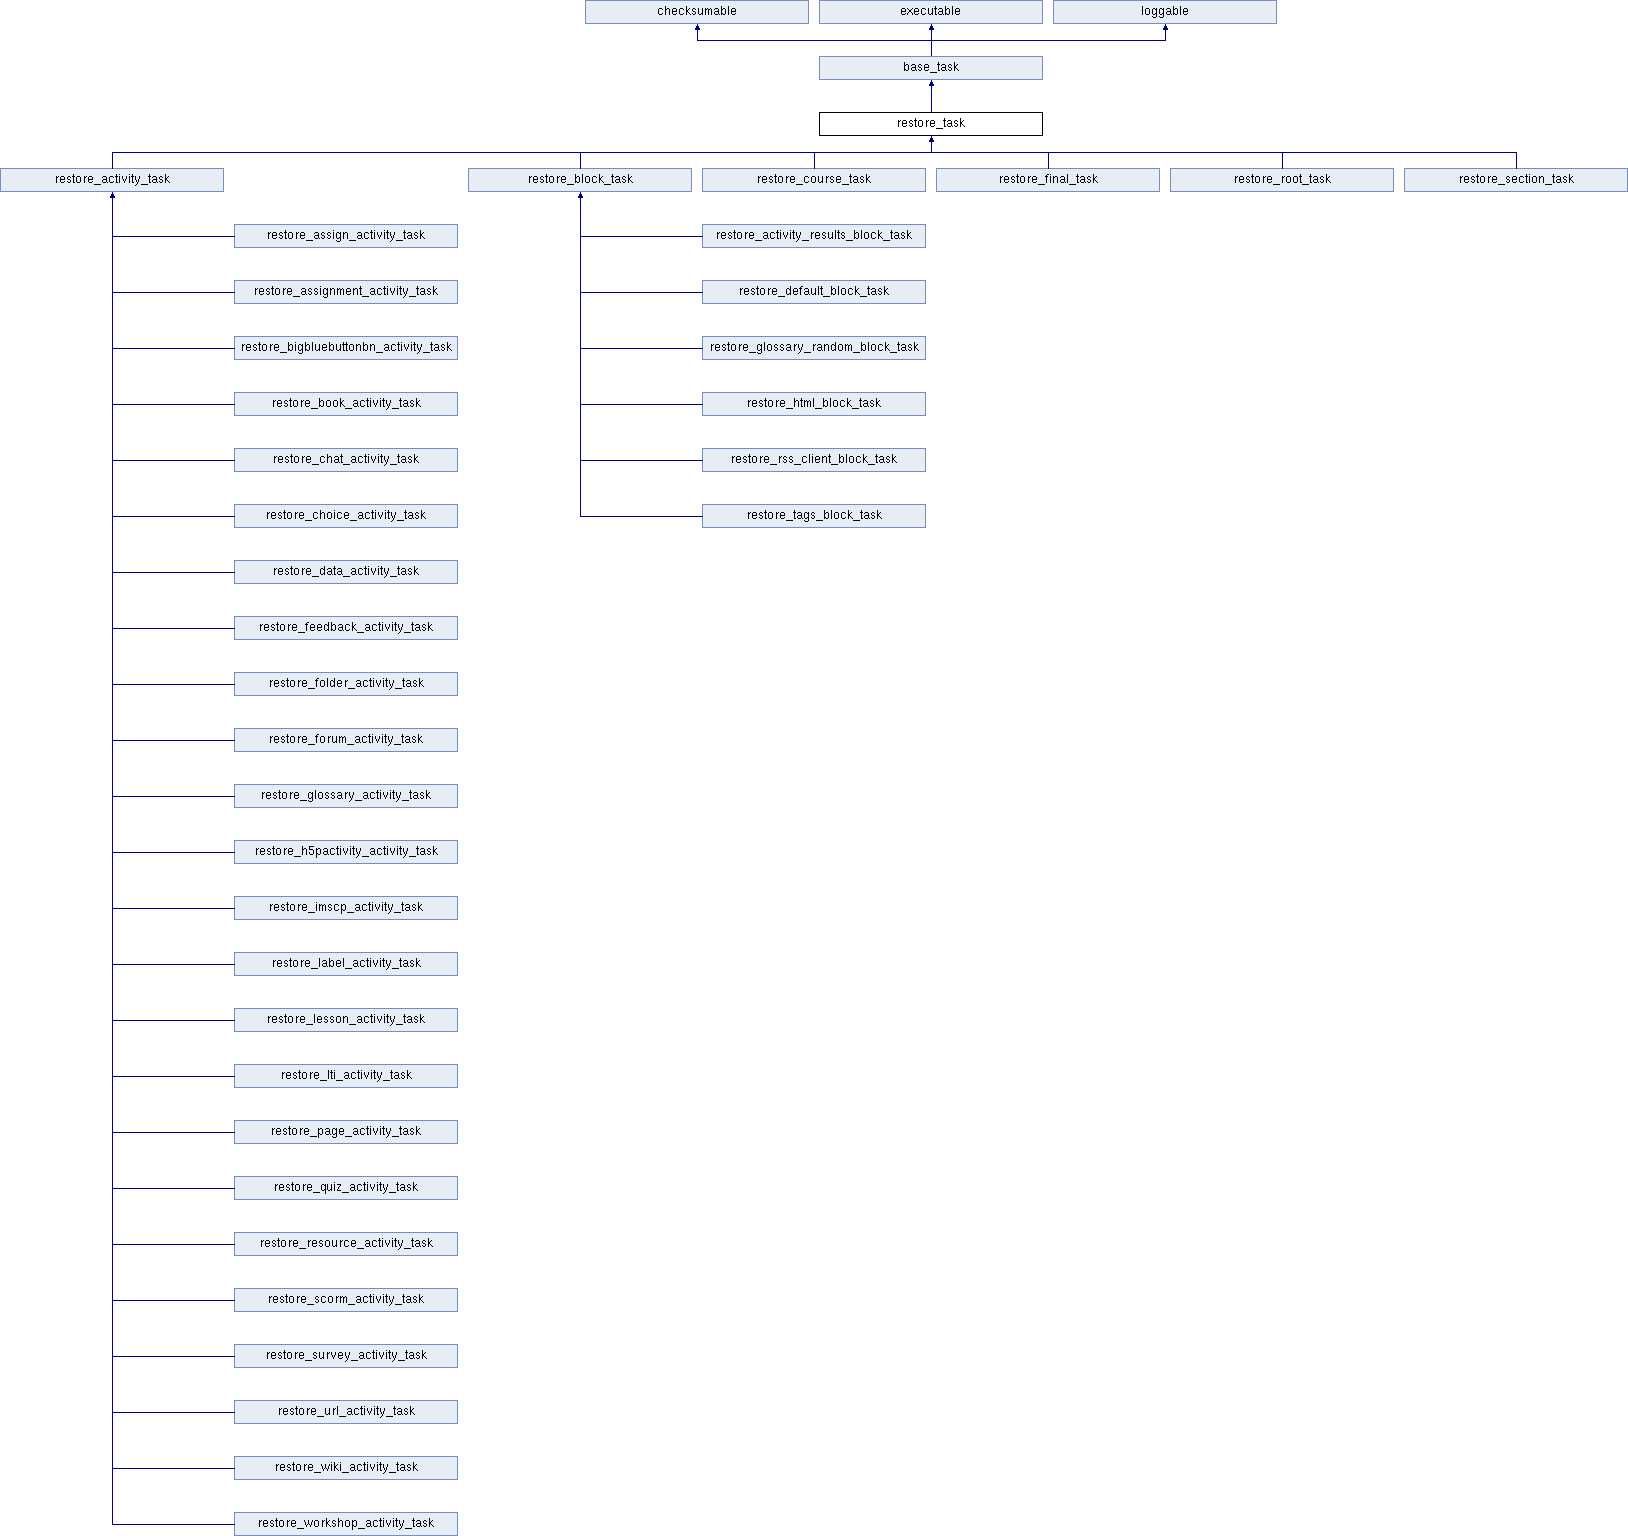 checksumable
executable
loggable
base_task
restore_task
restore_activity_task
restore_block_task
restore_course_task
restore_final_task
restore_root_task
restore_section_task
restore_assign_activity_task
restore_activity_results_block_task
restore_assignment_activity_task
restore_default_block_task
restore_bigbluebuttonbn_activity_task
restore_glossary_random_block_task
restore_book_activity_task
restore_html_block_task
restore_chat_activity_task
restore_rss_client_block_task
restore_choice_activity_task
restore_tags_block_task
restore_data_activity_task
restore_feedback_activity_task
restore_folder_activity_task
restore_forum_activity_task
restore_glossary_activity_task
restore_h5pactivity_activity_task
restore_imscp_activity_task
restore_label_activity_task
restore_lesson_activity_task
restore_lti_activity_task
restore_page_activity_task
restore_quiz_activity_task
restore_resource_activity_task
restore_scorm_activity_task
restore_survey_activity_task
restore_url_activity_task
restore_wiki_activity_task
restore_workshop_activity_task